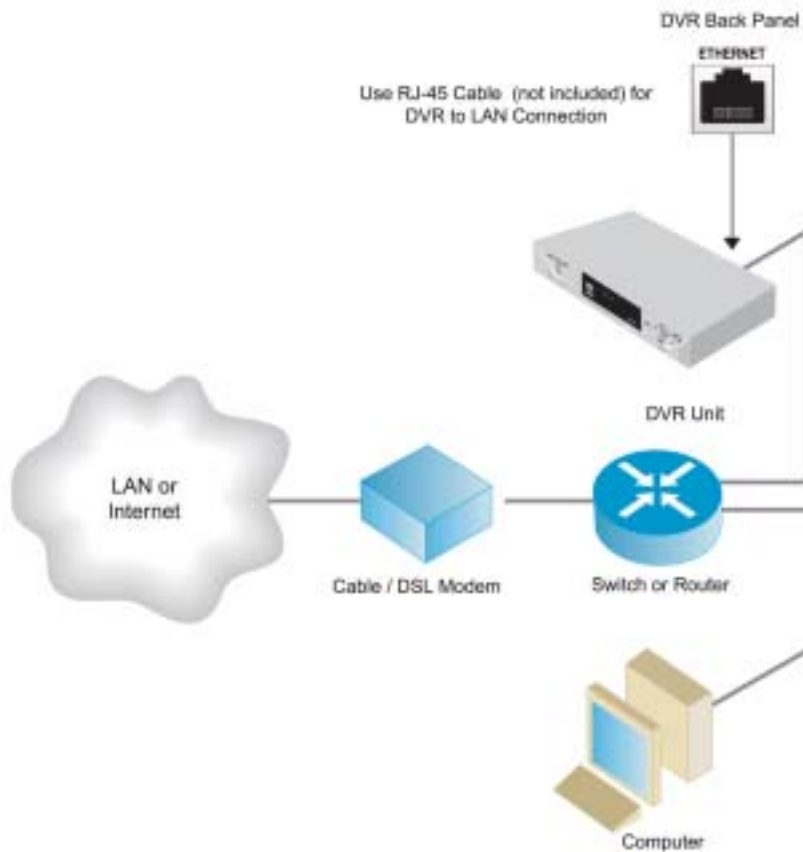 DVR Back Panel
ETHERNET
Use RJ-45 Cable (not included) for
DVR to LAN Connection
DVR Unit
LAN or
Internet
Cable / DSL Modem
Switch or Router
Computer